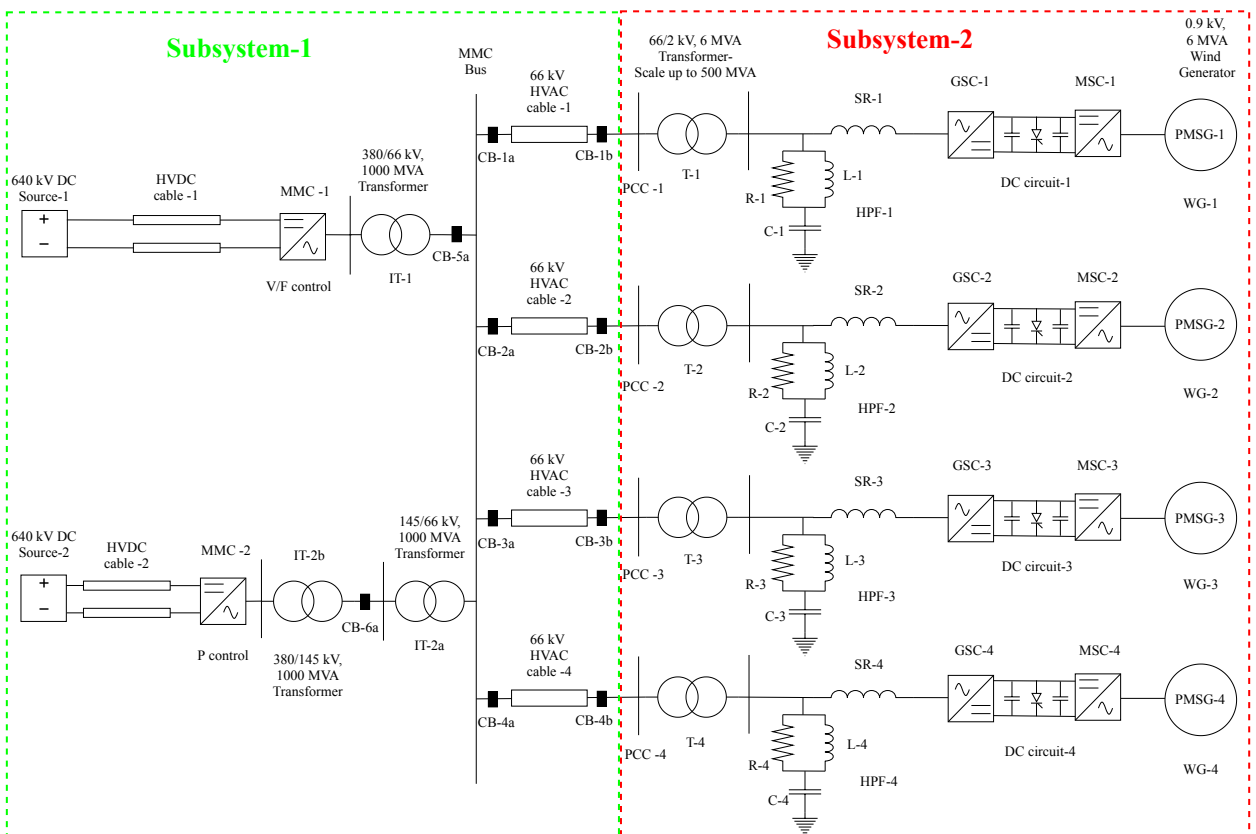 Subsystem-1
MMC
Bus
66 kV
HVAC
cable -1
CB-1a
CB-1b
380/66 kV,
1000 MVA
Transformer
640 kV DC
Source-1
HVDC
cable -1
MMC -1
+
−
V/F control
IT-1
CB-5a
66 kV
HVAC
cable -2
CB-2a
CB-2b
66 kV
HVAC
cable -3
CB-3a
CB-3b
145/66 kV,
1000 MVA
Transformer
640 kV DC
Source-2
HVDC
cable -2
MMC -2
IT-2b
+
−
CB-6a
IT-2a
P control
380/145 kV,
1000 MVA
Transformer
66 kV
HVAC
cable -4
CB-4a
CB-4b
Subsystem-2
66/2 kV, 6 MVA
Transformer-
Scale up to 500 MVA
0.9 kV,
6 MVA
Wind
Generator
SR-1
GSC-1
MSC-1
PMSG-1
PCC -1
T-1
R-1
L-1
HPF-1
C-1
DC circuit-1
WG-1
SR-2
GSC-2
MSC-2
PMSG-2
PCC -2
T-2
R-2
L-2
HPF-2
C-2
DC circuit-2
WG-2
SR-3
GSC-3
MSC-3
PMSG-3
PCC -3
T-3
R-3
L-3
HPF-3
C-3
DC circuit-3
WG-3
SR-4
GSC-4
MSC-4
PMSG-4
PCC -4
T-4
R-4
L-4
HPF-4
C-4
DC circuit-4
WG-4